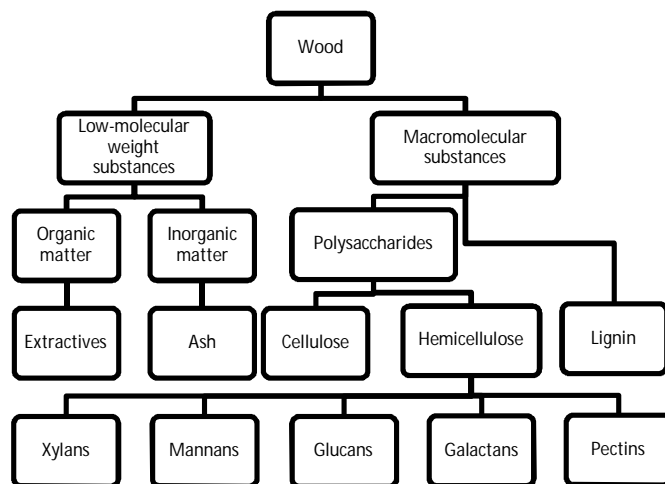 Wood
Low-molecular
weight
substances
Macromolecular
substances
Organic
matter
Inorganic
matter
Polysaccharides
Extractives
Ash
Cellulose
Hemicellulose
Lignin
Xylans
Mannans
Glucans
Galactans
Pectins